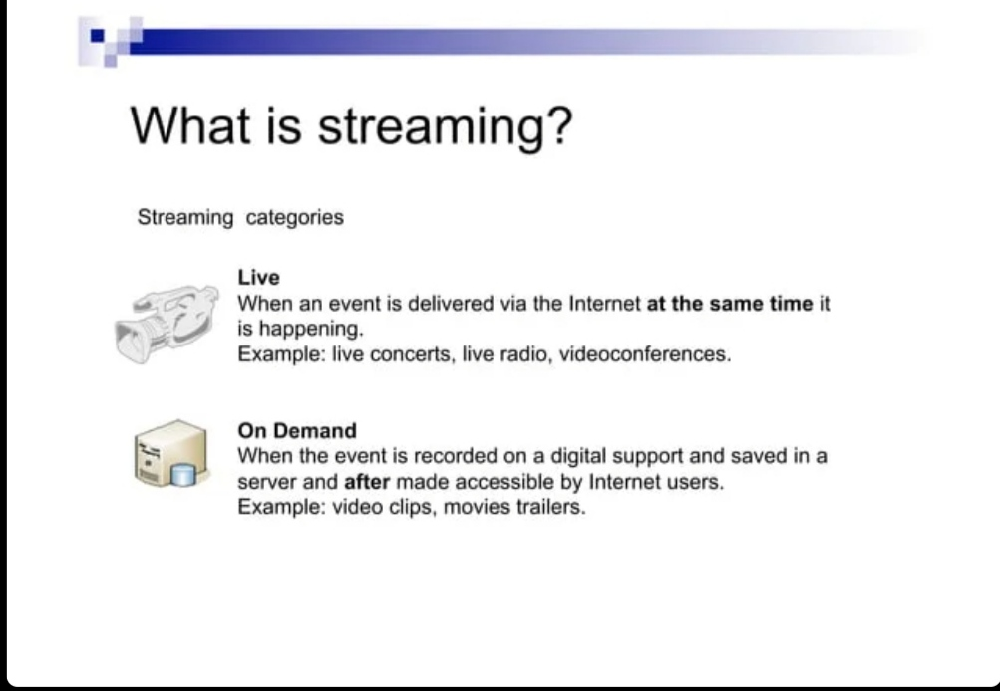 What is streaming?
Streaming categories
Live
When an event is delivered via the Internet at the same time it
is happening.
Example: live concerts, live radio, videoconferences.
On Demand
When the event is recorded on a digital support and saved in a
server and after made accessible by Internet users.
Example: video clips, movies trailers.